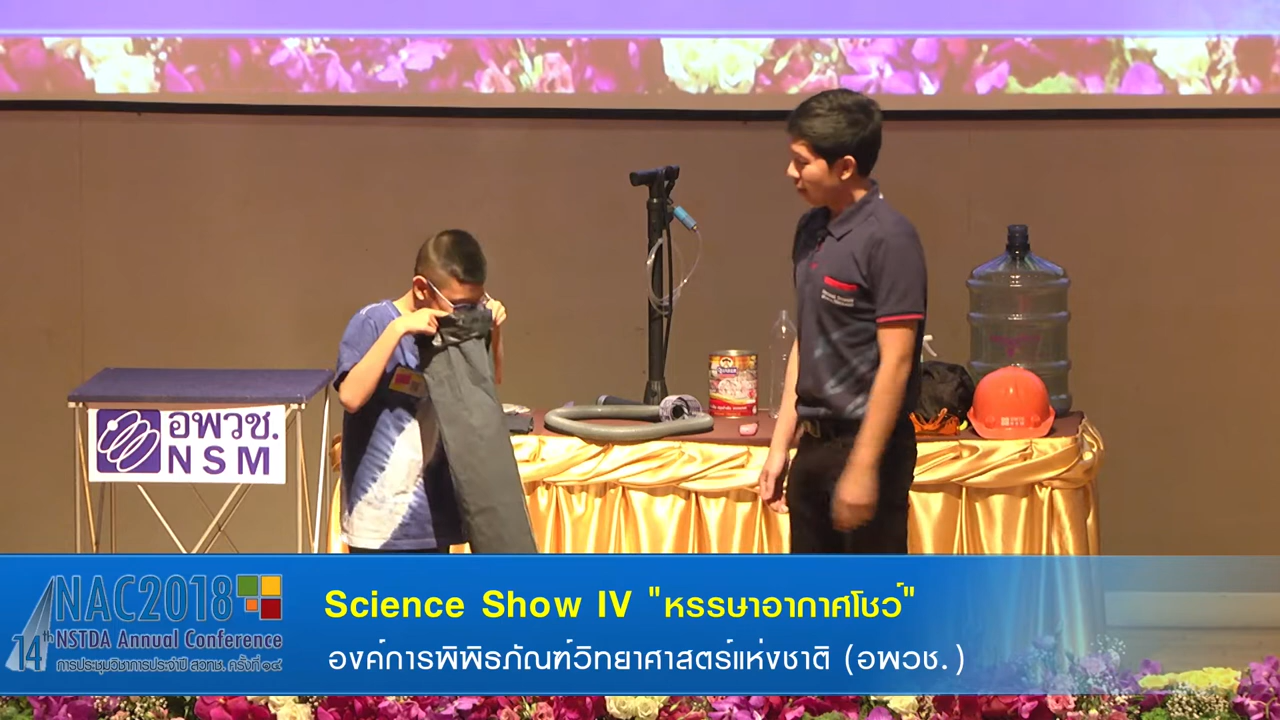 อพวช.
NSM
NAC2018
14th NSTDA Annual Conference
การประชุมวิชาการประจำปี สวทช. ครั้งที่ ๑๔
Science Show IV "หรรษาอากาศโชว์"
องค์การพิพิธภัณฑ์วิทยาศาสตร์แห่งชาติ (อพวช.)